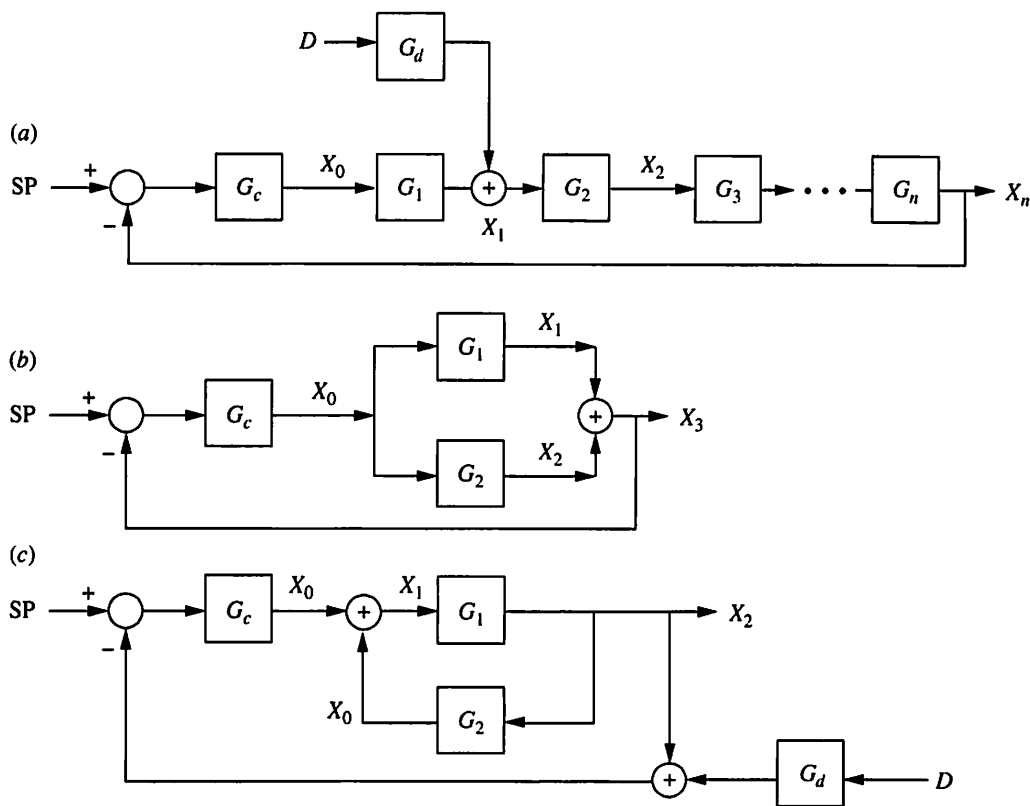 D G_d
(a)
SP + − G_c X_0 G_1 + X_1 G_2 X_2 G_3 • • • G_n X_n
(b)
SP + − G_c X_0 G_1 X_1 G_2 X_2 + X_3
(c)
SP + − G_c X_0 + X_1 G_1 X_2
X_0 G_2
+ G_d D